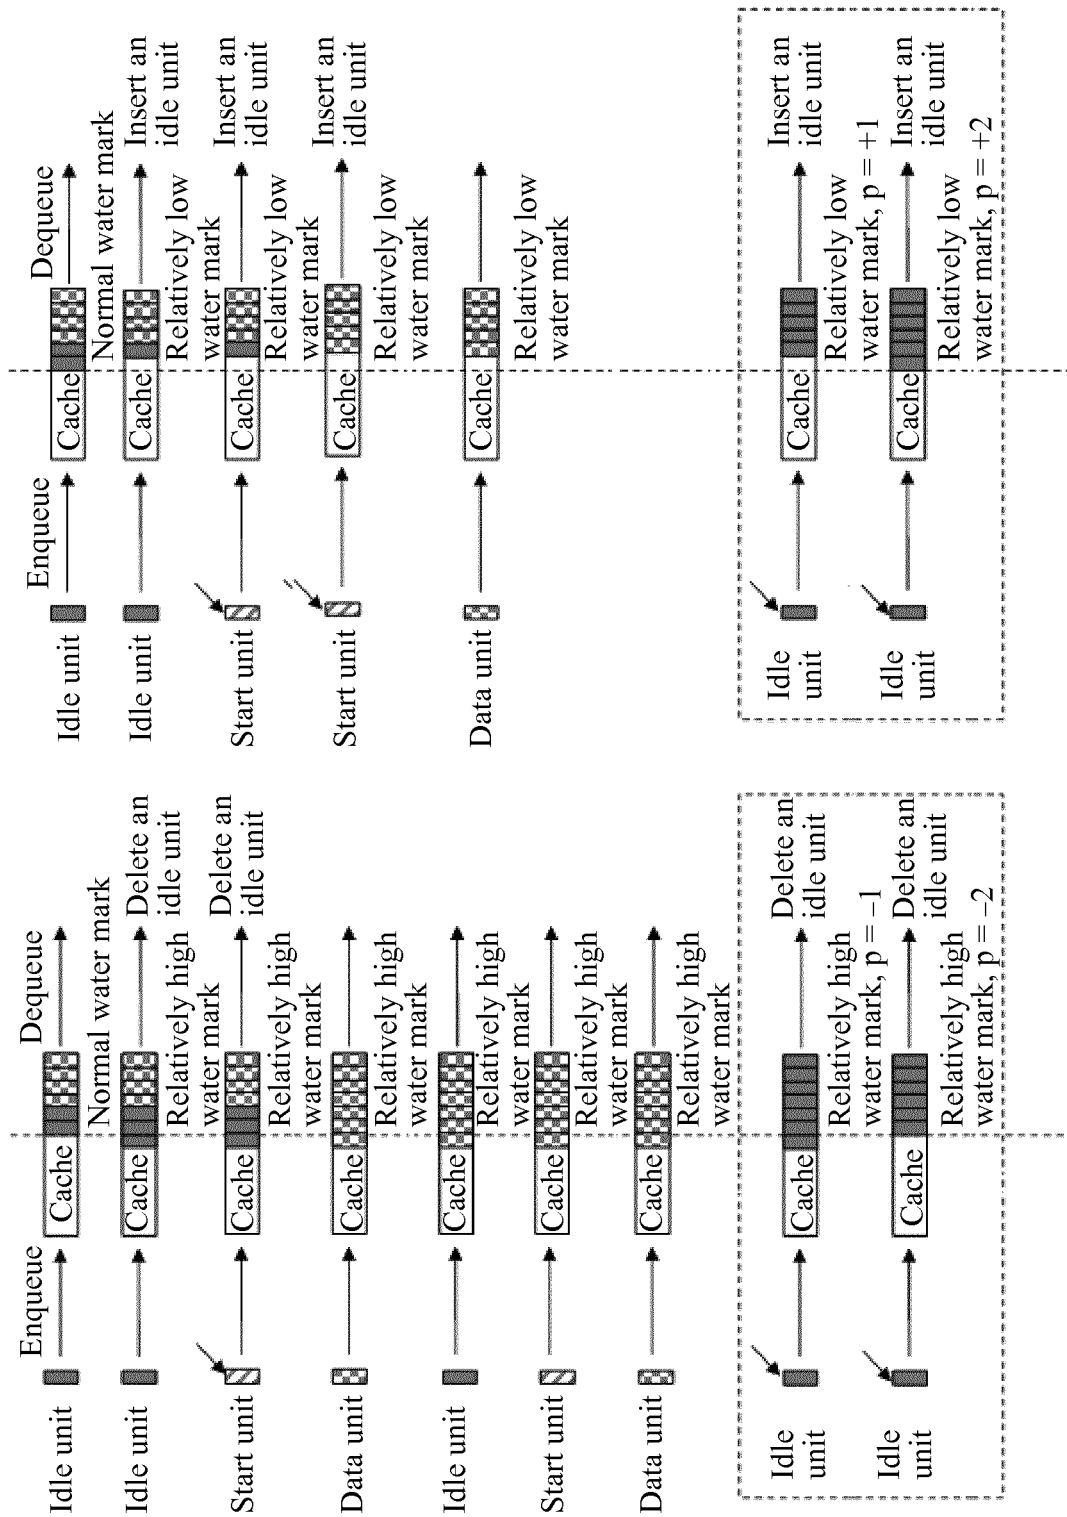 Enqueue
Dequeue
Idle unit
Cache
Normal water mark
Idle unit
Cache
Delete an
idle unit
Relatively high
water mark
Start unit
Cache
Delete an
idle unit
Relatively high
water mark
Data unit
Cache
Relatively high
water mark
Idle unit
Cache
Relatively high
water mark
Start unit
Cache
Relatively high
water mark
Data unit
Cache
Relatively high
water mark
Idle
unit
Cache
Delete an
idle unit
Relatively high
water mark, p = −1
Idle
unit
Cache
Delete an
idle unit
Relatively high
water mark, p = −2
Enqueue
Dequeue
Idle unit
Cache
Normal water mark
Idle unit
Cache
Insert an
idle unit
Relatively low
water mark
Start unit
Cache
Insert an
idle unit
Relatively low
water mark
Start unit
Cache
Insert an
idle unit
Relatively low
water mark
Data unit
Cache
Relatively low
water mark
Idle
unit
Cache
Insert an
idle unit
Relatively low
water mark, p = +1
Idle
unit
Cache
Insert an
idle unit
Relatively low
water mark, p = +2